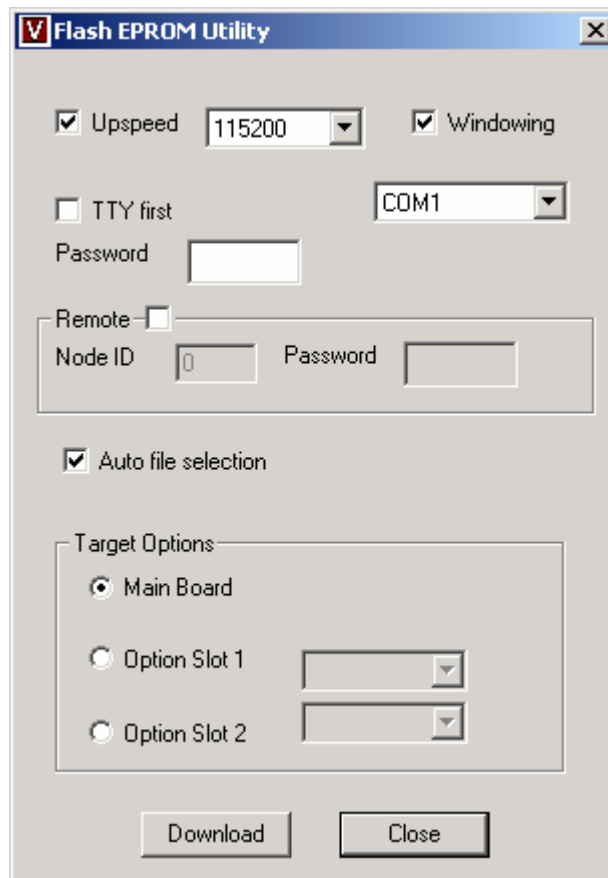 V Flash EPROM Utility
Upspeed 115200 Windowing
TTY first COM1
Password
Remote
Node ID 0 Password
Auto file selection
Target Options
Main Board
Option Slot 1
Option Slot 2
Download Close